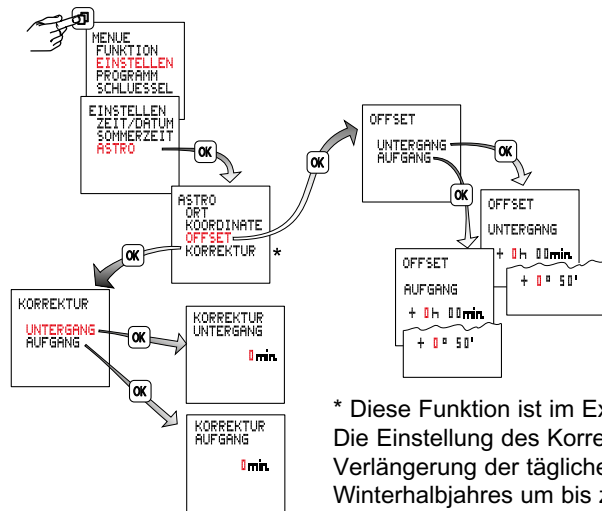 MENUE
FUNKTION
EINSTELLEN
PROGRAMM
SCHLUESSEL
EINSTELLEN
ZEIT/DATUM
SOMMERZEIT
ASTRO
OK
ASTRO
ORT
KOORDINATE
OFFSET
KORREKTUR *
OK
OFFSET
UNTERGANG
AUFGANG
OK
OK
OFFSET
UNTERGANG
+ 0h 00min.
+ 0° 50'
OFFSET
AUFGANG
+ 0h 00min.
+ 0° 50'
OK
KORREKTUR
UNTERGANG
AUFGANG
OK
OK
KORREKTUR
UNTERGANG
0min.
KORREKTUR
AUFGANG
0min.
* Diese Funktion ist im
Die Einstellung des
Verlängerung der
Winterhalbjahres um bis